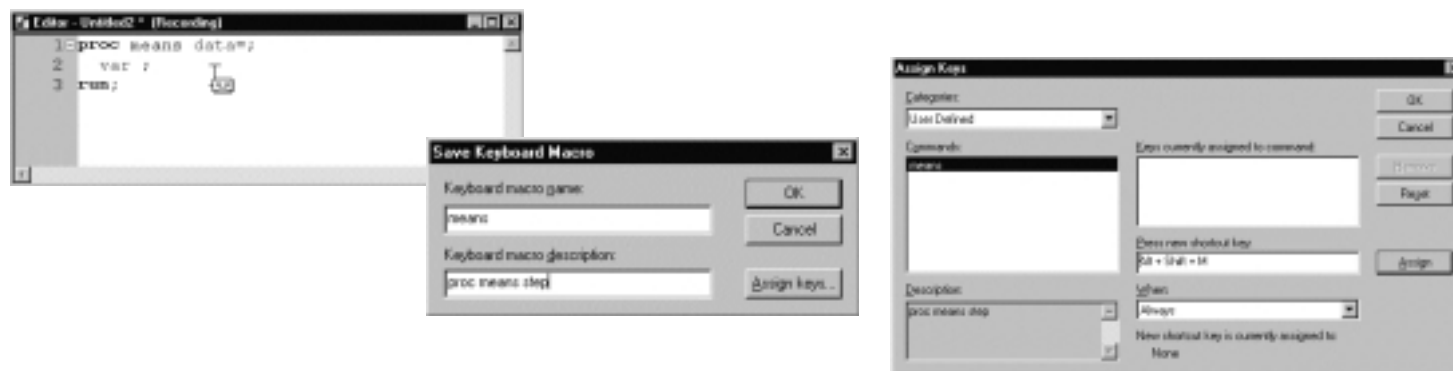 Editor - Untitled2 * (Recording)
1 proc means data=;
2 var ;
3 run;
Save Keyboard Macro
Keyboard macro name:
means
OK
Cancel
Keyboard macro description:
proc means step
Assign keys...
Assign Keys
Categories:
User Defined
OK
Cancel
Commands:
means
Keys currently assigned to command:
Remove
Reset
Press new shortcut key:
Alt + Shift + M
Assign
Description:
proc means step
When:
Always
New shortcut key is currently assigned to:
None